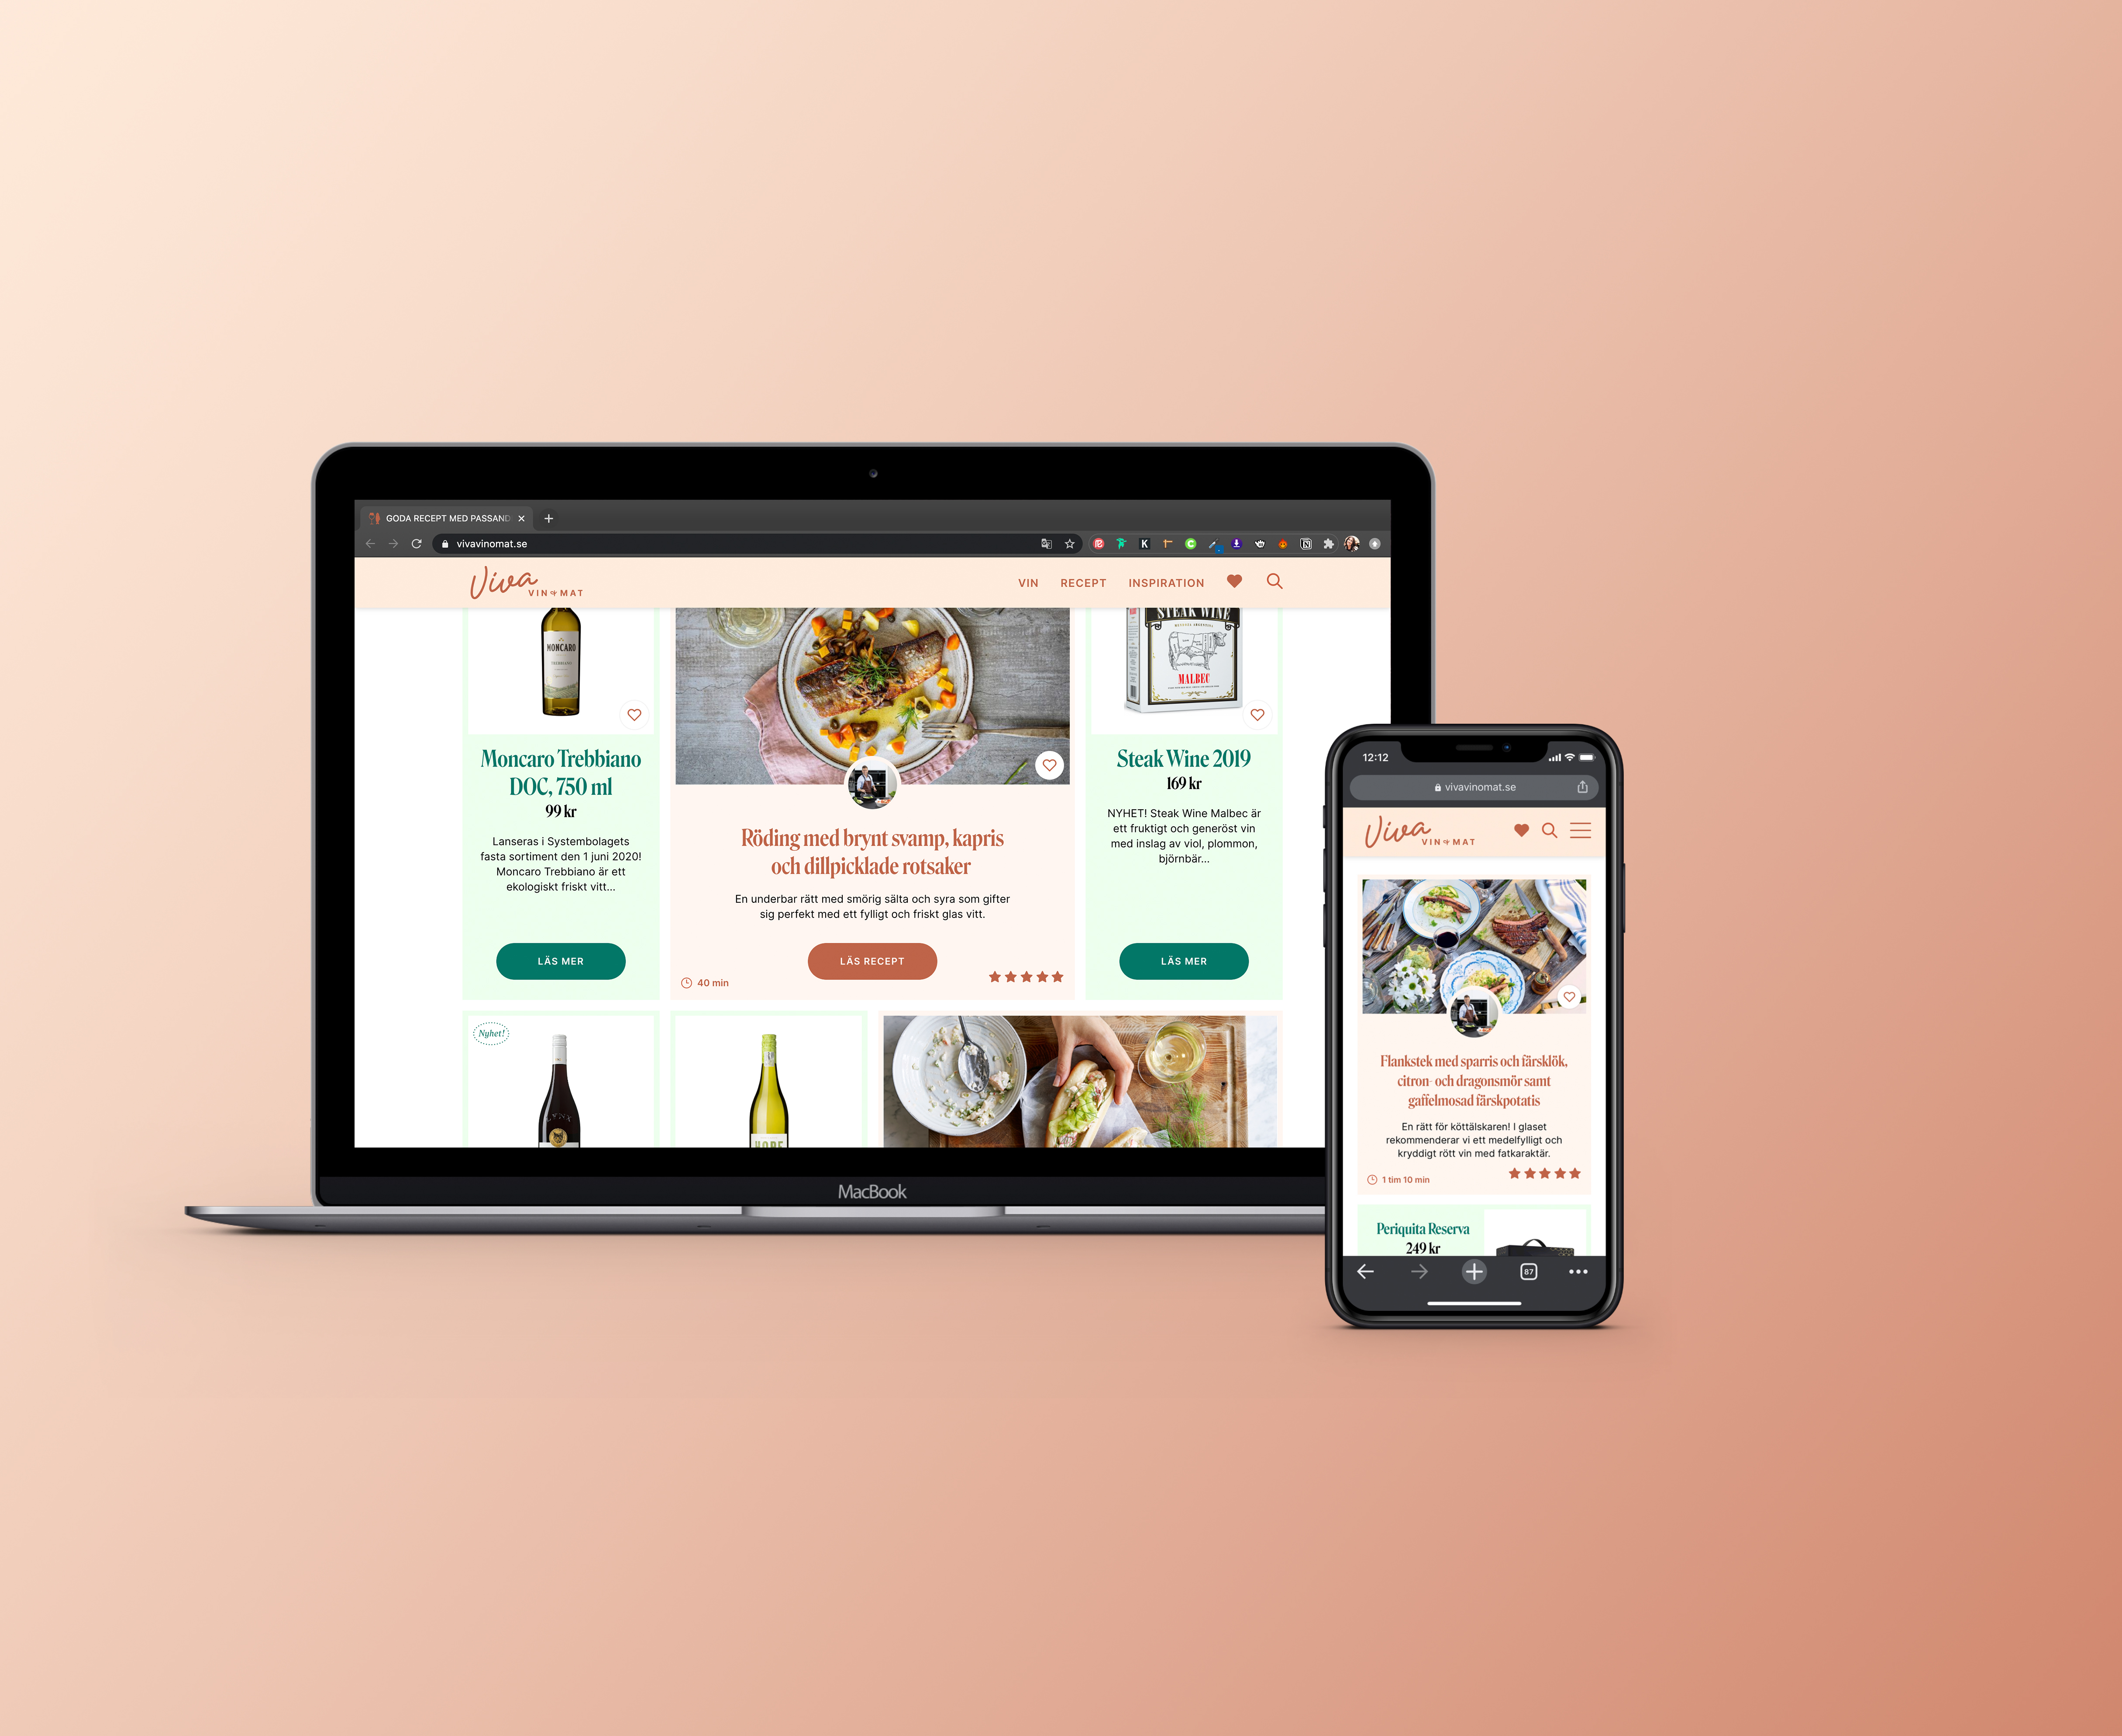 GODA RECEPT MED PASSAND
vivavinomat.se
Viva
VIN & MAT
VIN RECEPT INSPIRATION
MONCARO
TREBBIANO
Moncaro Trebbiano
DOC, 750 ml
99 kr
Lanseras i Systembolagets
fasta sortiment den 1 juni 2020!
Moncaro Trebbiano är ett
ekologiskt friskt vitt...
LÄS MER
Röding med brynt svamp, kapris
och dillpicklade rotsaker
En underbar rätt med smörig sälta och syra som gifter
sig perfekt med ett fylligt och friskt glas vitt.
LÄS RECEPT
40 min
STEAK WINE
MALBEC
Steak Wine 2019
169 kr
NYHET! Steak Wine Malbec är
ett fruktigt och generöst vin
med inslag av viol, plommon,
björnbär...
LÄS MER
Nyhet!
LYNX
HOPE
MacBook
12:12
vivavinomat.se
Viva
VIN & MAT
Flankstek med sparris och färsklök,
citron- och dragonsmör samt
gaffelmosad färskpotatis
En rätt för köttälskaren! I glaset
rekommenderar vi ett medelfylligt och
kryddigt rött vin med fatkaraktär.
1 tim 10 min
Periquita Reserva
249 kr
87